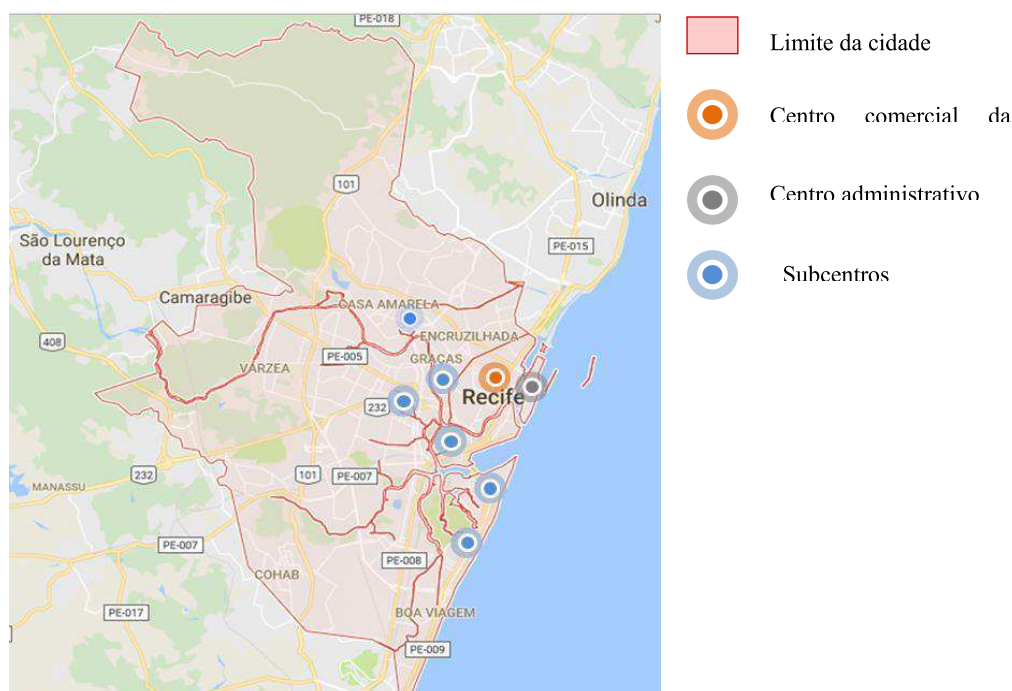 PE-018
Limite da cidade
Centro comercial da
101
Centro administrativo
Olinda
PE-015
São Lourenço
da Mata
Subcentros
Camaragibe
CASA AMARELA
408
ENCRUZILHADA
PE-005
GRAÇAS
VÁRZEA
Recife
232
232
101
PE-007
MANASSU
PE-007
PE-008
COHAB
PE-017
BOA VIAGEM
PE-009